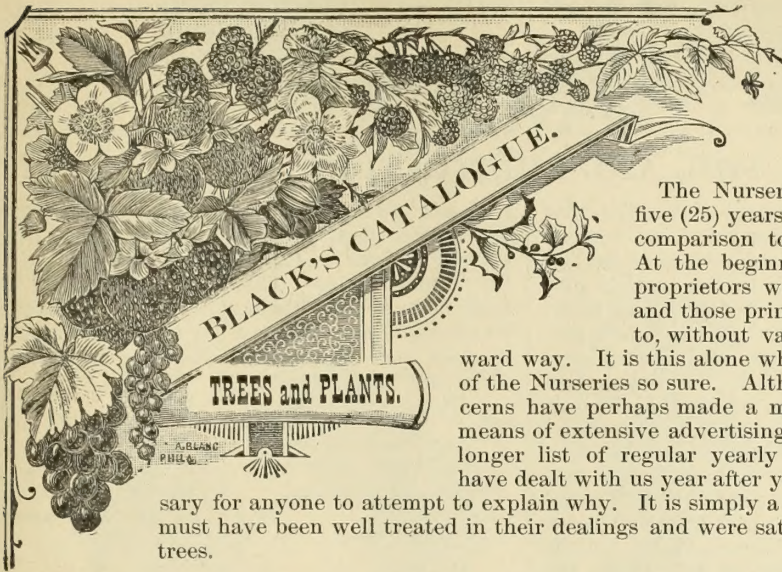 BLACK'S CATALOGUE.
TREES and PLANTS.
A. BLANC
PHILA.
The Nurser
five (25) years
comparison to
At the beginn
proprietors w
and those prin
to, without va
ward way. It is this alone wh
of the Nurseries so sure. Alth
cerns have perhaps made a m
means of extensive advertising
longer list of regular yearly
have dealt with us year after y
sary for anyone to attempt to explain why. It is simply a
must have been well treated in their dealings and were sat
trees.